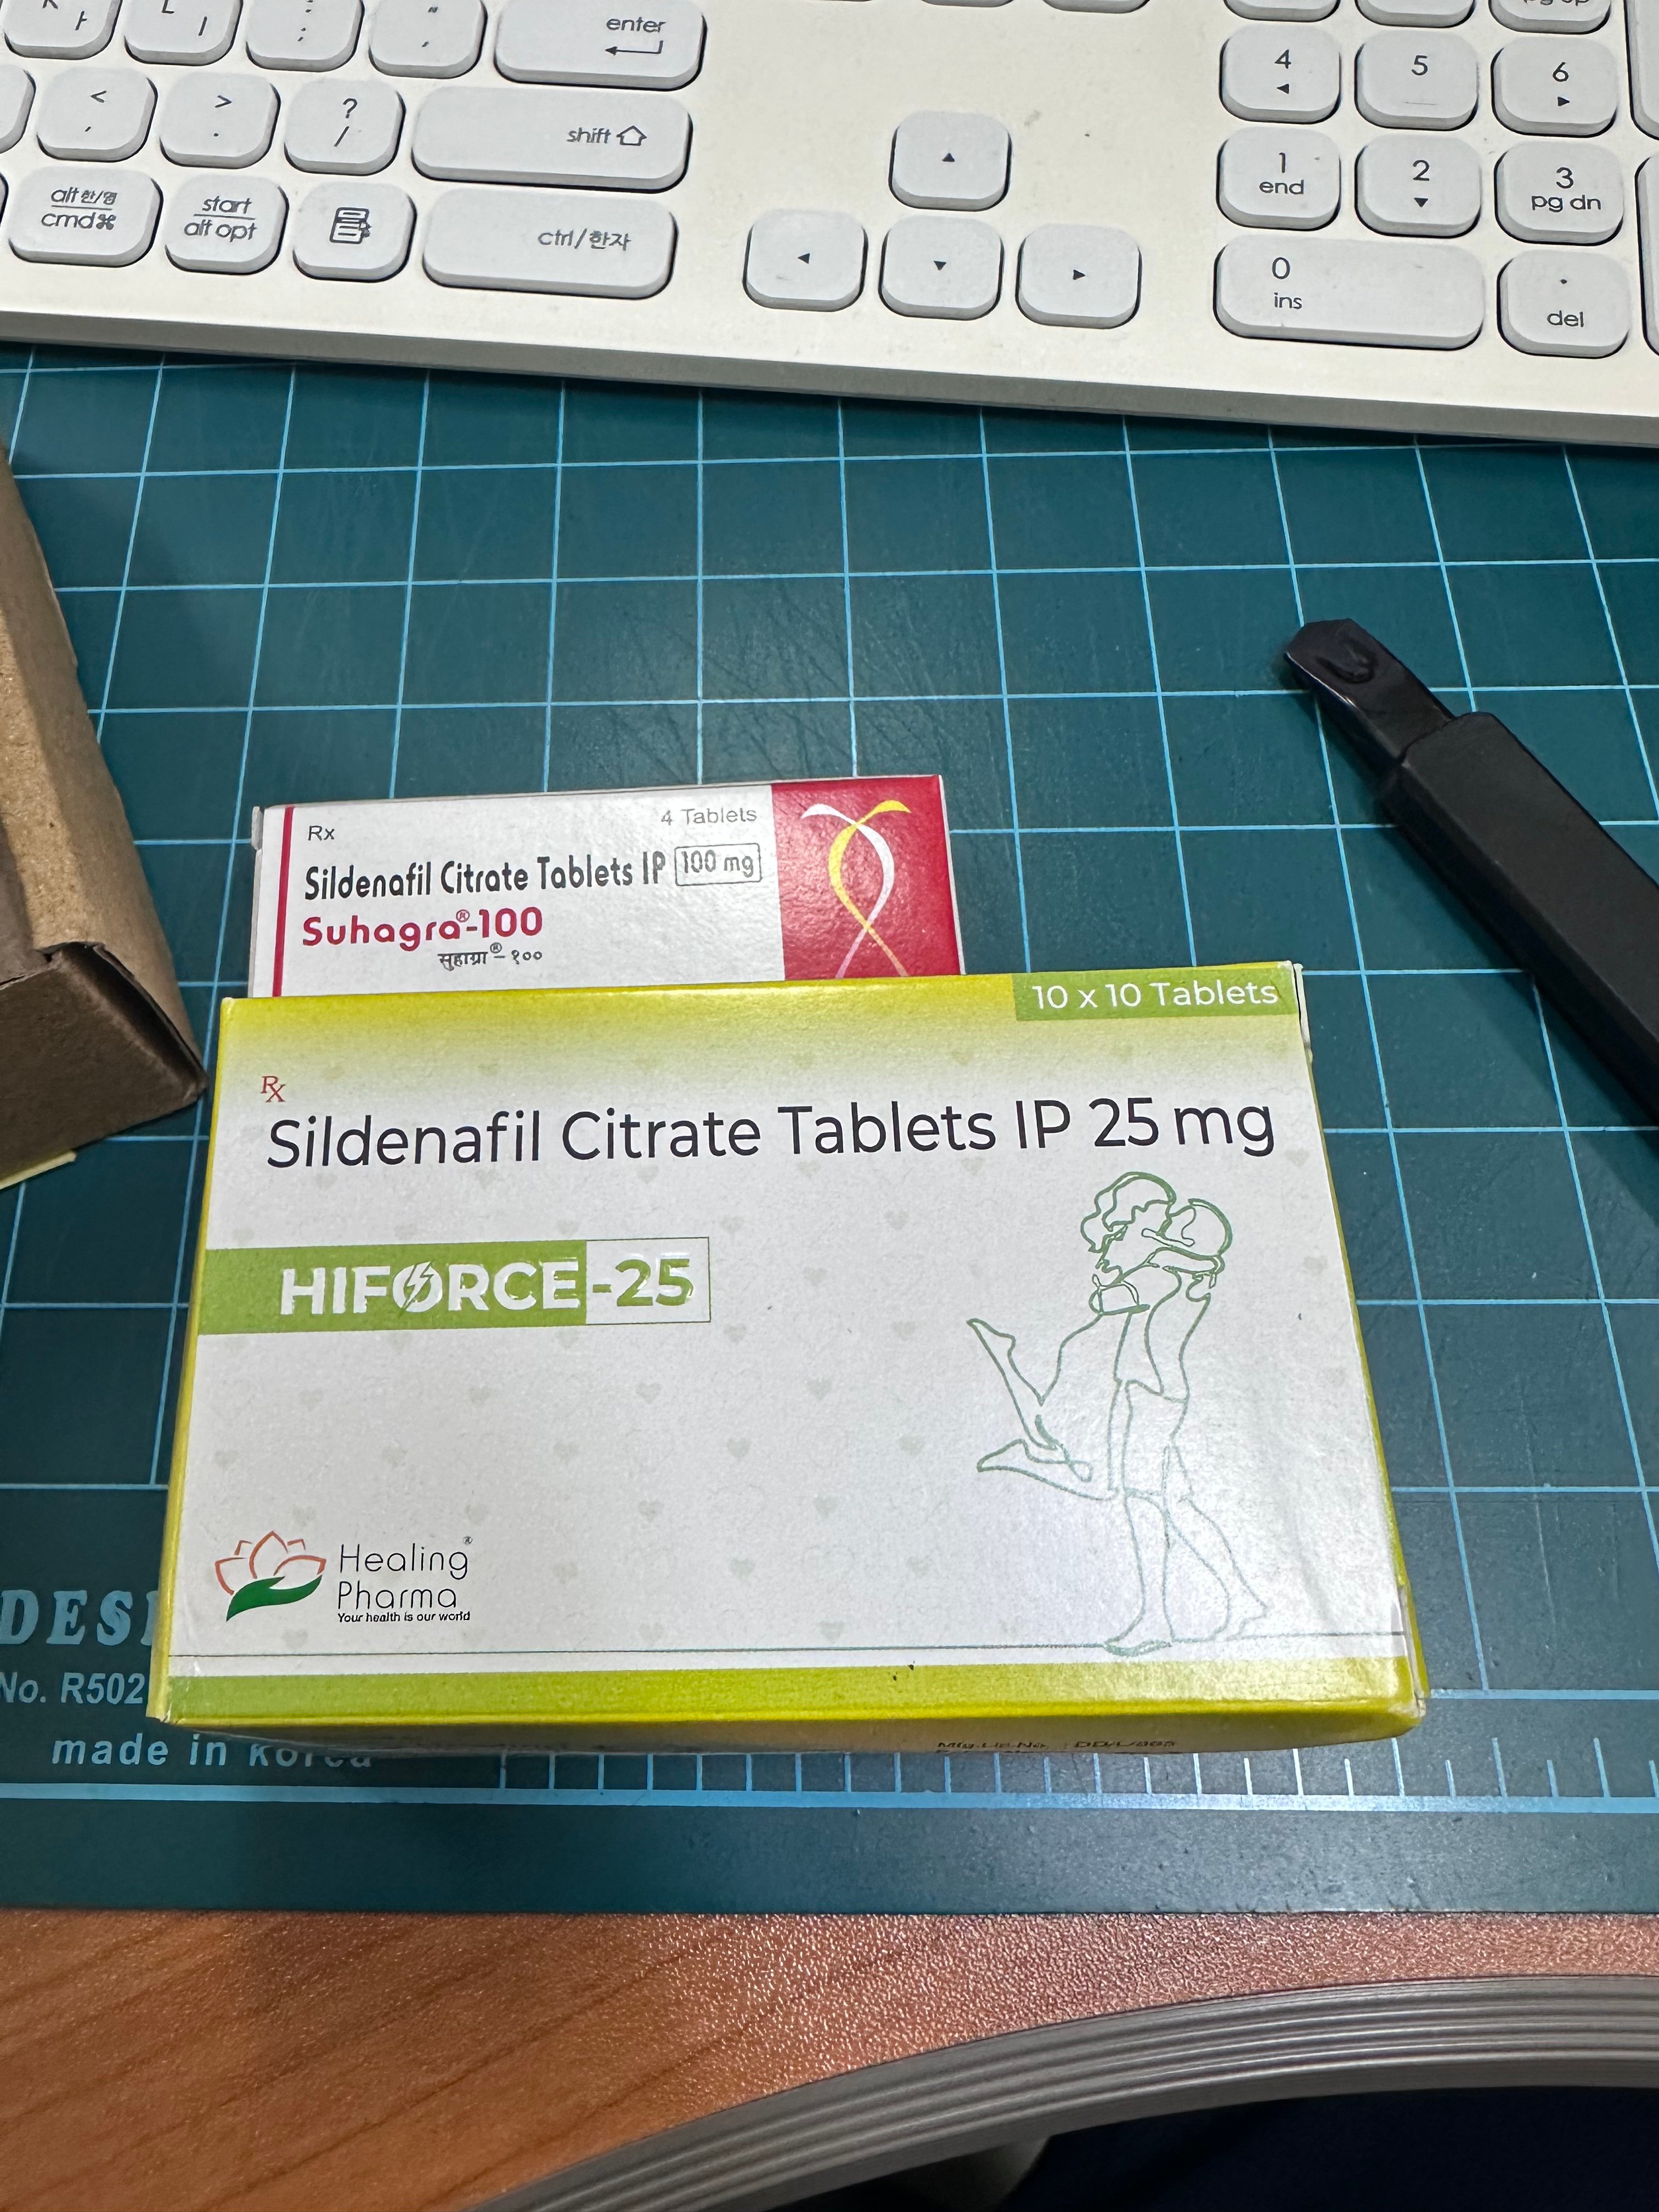 enter
shift
alt 한/영
cmd⌘
start
alt opt
ctrl/한자
4
5
6
1
end
2
3
pg dn
0
ins
.
del
Rx
4 Tablets
Sildenafil Citrate Tablets IP 100 mg
Suhagra®-100
सुहाग्रा®-१००
10 x 10 Tablets
Rx
Sildenafil Citrate Tablets IP 25 mg
HIFORCE-25
Healing®
Pharma
Your health is our world
No. R502
made in korea